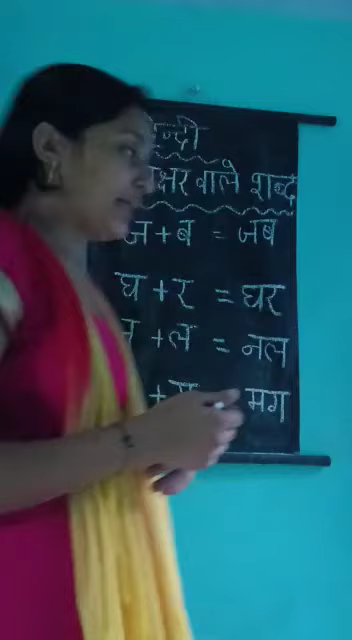 न्दी
क्षर वाले शब्द
ज + ब = जब
घ + र = घर
+ ल = नल
+ = मग